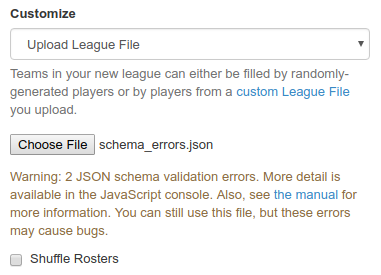 Customize
Upload League File
Teams in your new league can either be filled by randomly-
generated players or by players from a custom League File
you upload.
Choose File schema_errors.json
Warning: 2 JSON schema validation errors. More detail is
available in the JavaScript console. Also, see the manual for
for more information. You can still use this file, but these errors
may cause bugs.
Shuffle Rosters